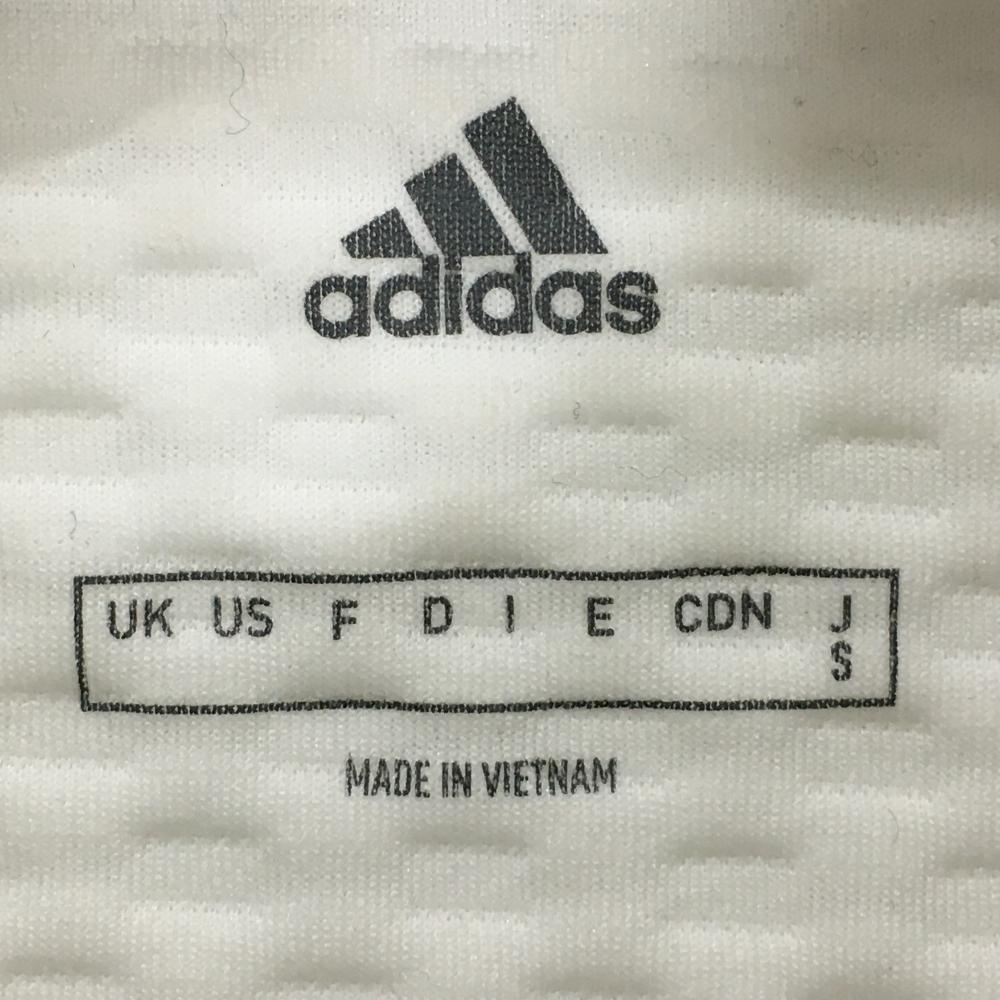 adidas
UK US F D I E CDN J
S
MADE IN VIETNAM